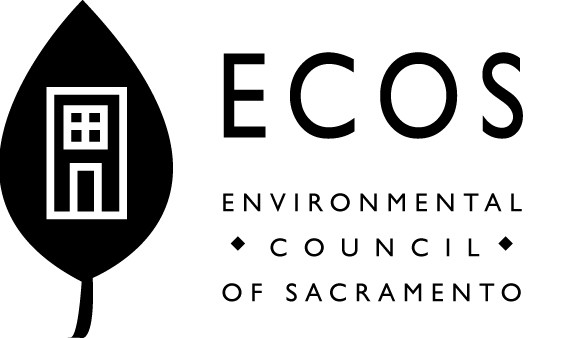 ECOS
ENVIRONMENTAL
◆ COUNCIL ◆
OF SACRAMENTO